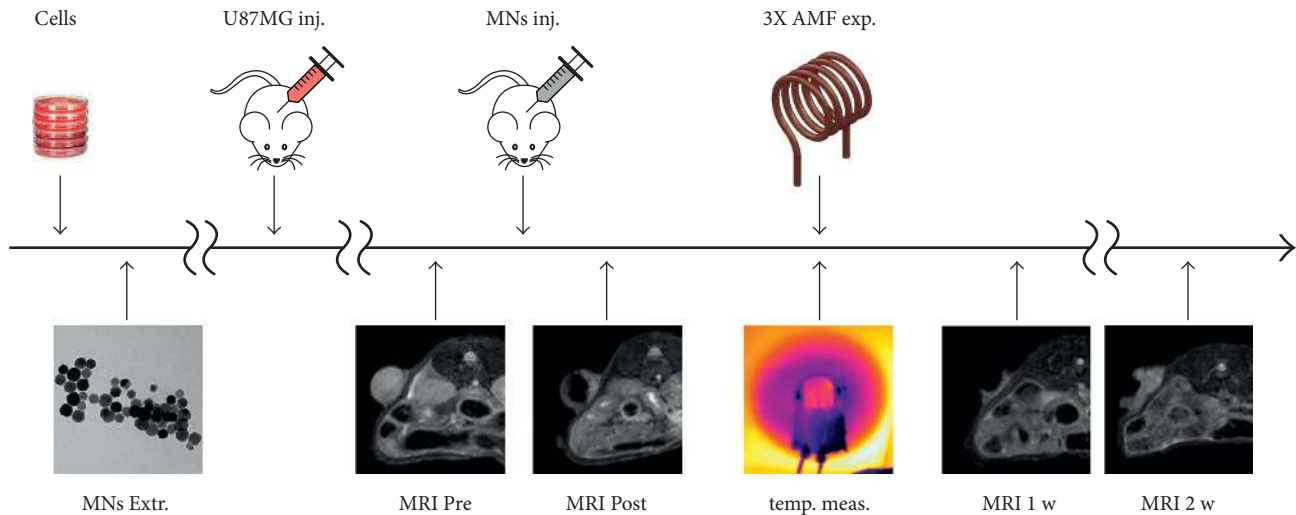 Cells
U87MG inj.
MNs inj.
3X AMF exp.
MNs Extr.
MRI Pre
MRI Post
temp. meas.
MRI 1 w
MRI 2 w